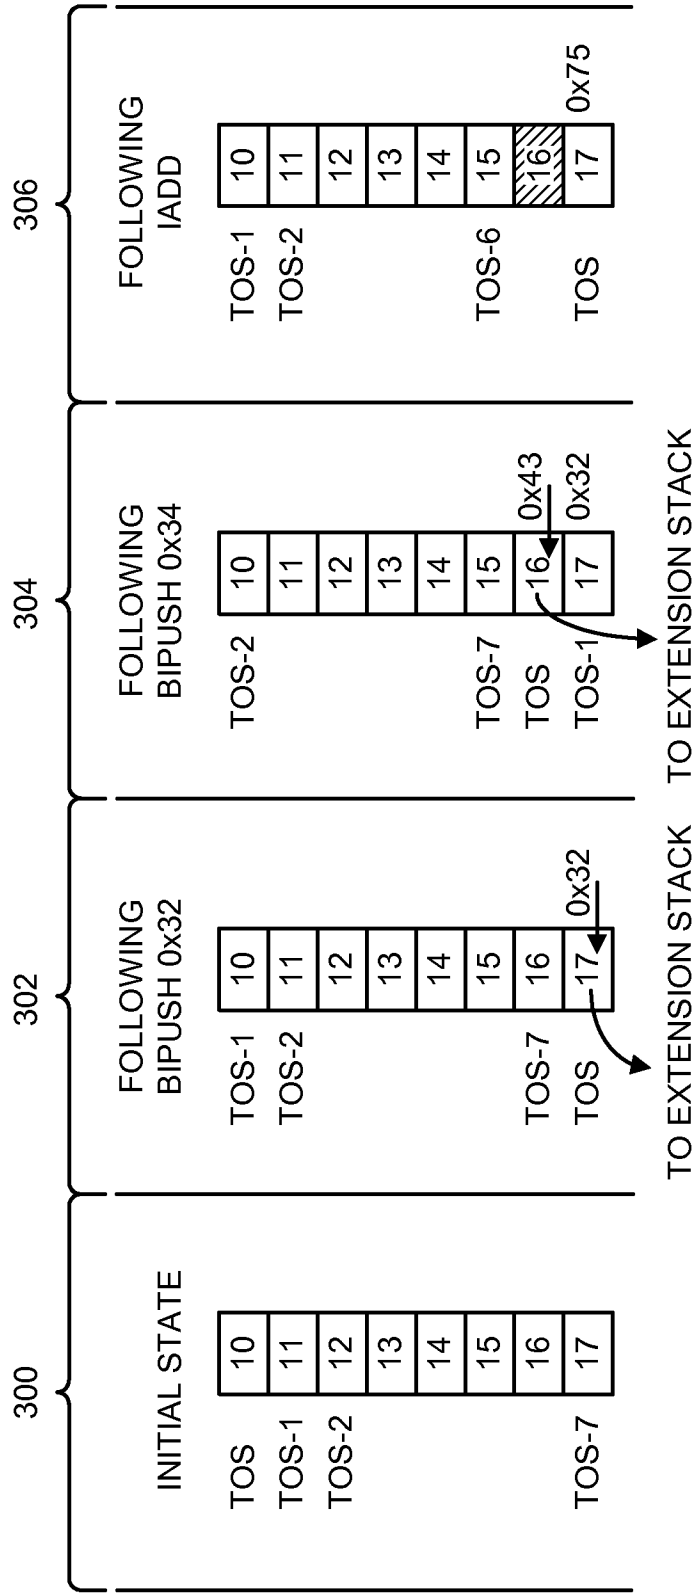 300
INITIAL STATE
TOS 10
TOS-1 11
TOS-2 12
13
14
15
16
TOS-7 17
302
FOLLOWING
BIPUSH 0x32
TOS-1 10
TOS-2 11
12
13
14
15
TOS-7 16
TOS 17 0x32
TO EXTENSION STACK
304
FOLLOWING
BIPUSH 0x34
TOS-2 10
11
12
13
14
TOS-7 15
TOS 16 0x43
TOS-1 17 0x32
TO EXTENSION STACK
306
FOLLOWING
IADD
TOS-1 10
TOS-2 11
12
13
14
TOS-6 15
16
TOS 17 0x75